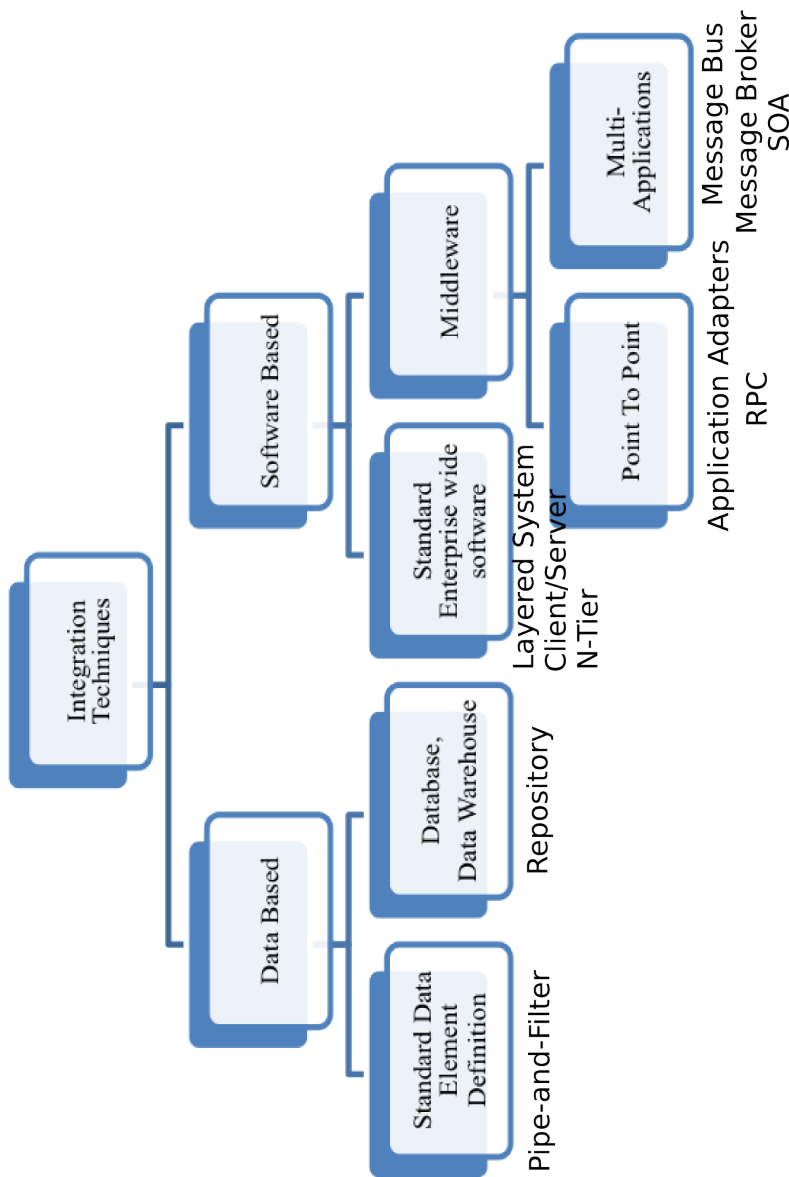 Integration
Techniques
Data Based
Software Based
Standard Data
Element
Definition
Pipe-and-Filter
Database,
Data Warehouse
Repository
Standard
Enterprise wide
software
Layered System
Client/Server
N-Tier
Middleware
Point To Point
Application Adapters
RPC
Multi-
Applications
Message Bus
Message Broker
SOA